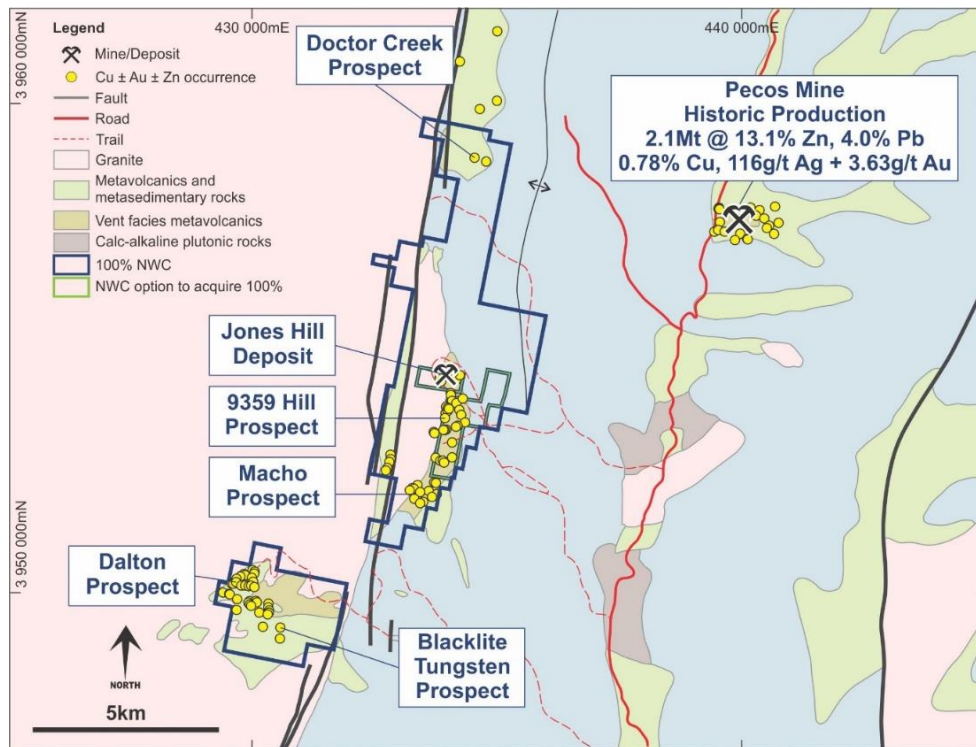 430 000mE
440 000mE
3 960 000mN
3 950 000mN
Legend
Mine/Deposit
Cu ± Au ± Zn occurrence
Fault
Road
Trail
Granite
Metavolcanics and
metasedimentary rocks
Vent facies metavolcanics
Calc-alkaline plutonic rocks
100% NWC
NWC option to acquire 100%
Doctor Creek
Prospect
Pecos Mine
Historic Production
2.1Mt @ 13.1% Zn, 4.0% Pb
0.78% Cu, 116g/t Ag + 3.63g/t Au
Jones Hill
Deposit
9359 Hill
Prospect
Macho
Prospect
Dalton
Prospect
Blacklite
Tungsten
Prospect
NORTH
5km